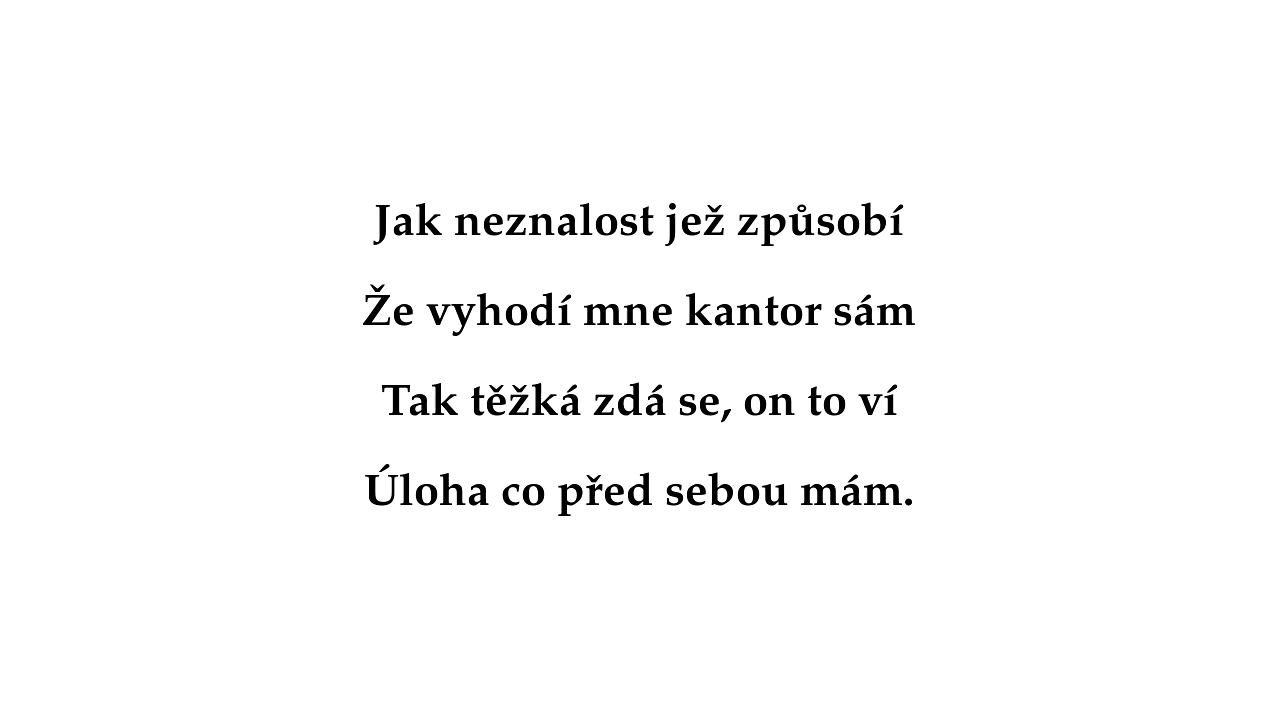 Jak neznalost jež způsobí
Že vyhodí mne kantor sám
Tak těžká zdá se, on to ví
Úloha co před sebou mám.